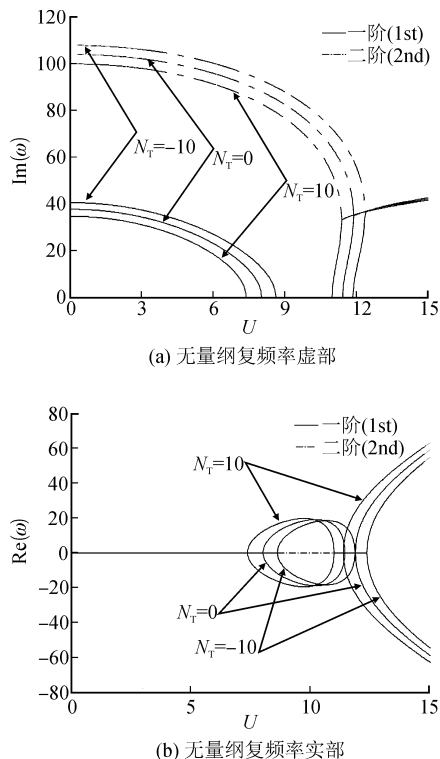 120
100
80
60
40
20
0
Im(ω)
一阶(1st)
二阶(2nd)
N_T=-10
N_T=0
N_T=10
0 3 6 9 12 15
U
(a) 无量纲复频率虚部
80
60
40
20
0
-20
-40
-60
-80
Re(ω)
一阶(1st)
二阶(2nd)
N_T=10
N_T=0
N_T=-10
0 5 10 15
U
(b) 无量纲复频率实部